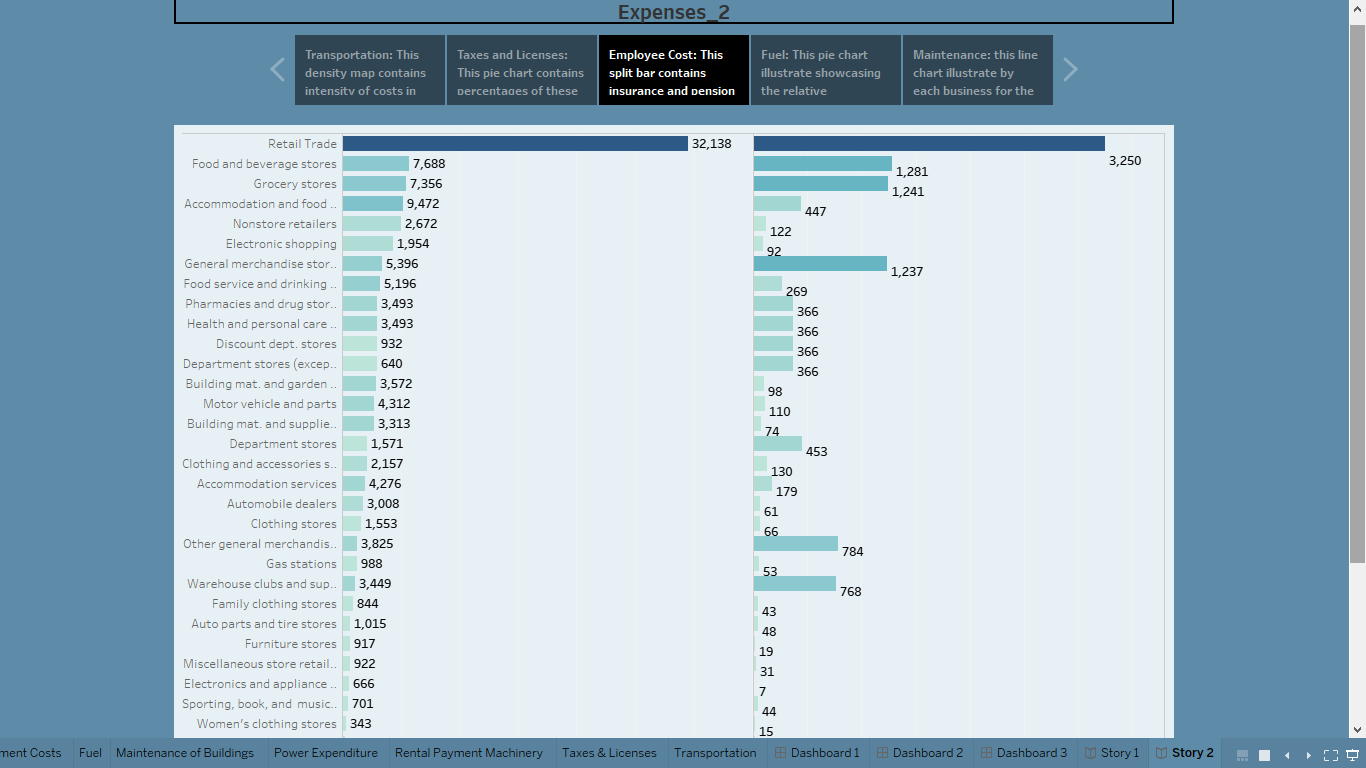 Expenses_2
Transportation: This
density map contains
intensity of costs in
Taxes and Licenses:
This pie chart contains
percentages of these
Employee Cost: This
split bar contains
insurance and pension
Fuel: This pie chart
illustrate showcasing
the relative
Maintenance: this line
chart illustrate by
each business for the
Retail Trade 32,138 3,250
Food and beverage stores 7,688 1,281
Grocery stores 7,356 1,241
Accommodation and food .. 9,472 447
Nonstore retailers 2,672 122
Electronic shopping 1,954 92
General merchandise stor.. 5,396 1,237
Food service and drinking .. 5,196 269
Pharmacies and drug stor.. 3,493 366
Health and personal care .. 3,493 366
Discount dept. stores 932 366
Department stores (excep.. 640 366
Building mat. and garden .. 3,572 98
Motor vehicle and parts 4,312 110
Building mat. and supplie.. 3,313 74
Department stores 1,571 453
Clothing and accessories s.. 2,157 130
Accommodation services 4,276 179
Automobile dealers 3,008 61
Clothing stores 1,553 66
Other general merchandis.. 3,825 784
Gas stations 988 53
Warehouse clubs and sup.. 3,449 768
Family clothing stores 844 43
Auto parts and tire stores 1,015 48
Furniture stores 917 19
Miscellaneous store retail.. 922 31
Electronics and appliance .. 666 7
Sporting, book, and music.. 701 44
Women's clothing stores 343 15
ment Costs Fuel Maintenance of Buildings Power Expenditure Rental Payment Machinery Taxes & Licenses Transportation Dashboard 1 Dashboard 2 Dashboard 3 Story 1 Story 2